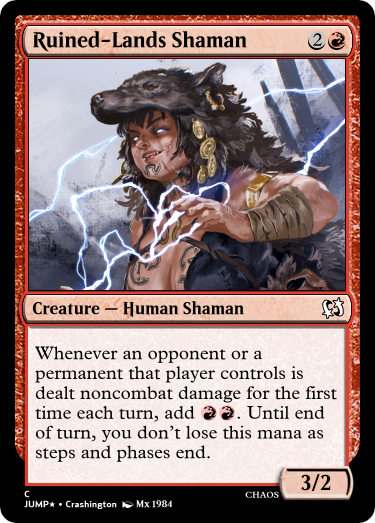 Ruined-Lands Shaman 2
Creature — Human Shaman
Whenever an opponent or a
permanent that player controls is
dealt noncombat damage for the first
time each turn, add . Until end
of turn, you don't lose this mana as
steps and phases end.
3/2
C
JUMP★ • Crashington Mx 1984
CHAOS